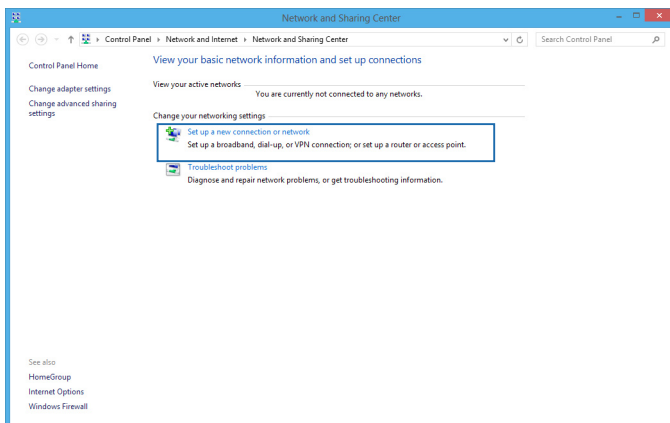 Network and Sharing Center
Control Panel Network and Internet Network and Sharing Center
Search Control Panel
Control Panel Home
Change adapter settings
Change advanced sharing
settings
View your basic network information and set up connections
View your active networks
You are currently not connected to any networks.
Change your networking settings
Set up a new connection or network
Set up a broadband, dial-up, or VPN connection; or set up a router or access point.
Troubleshoot problems
Diagnose and repair network problems, or get troubleshooting information.
See also
HomeGroup
Internet Options
Windows Firewall